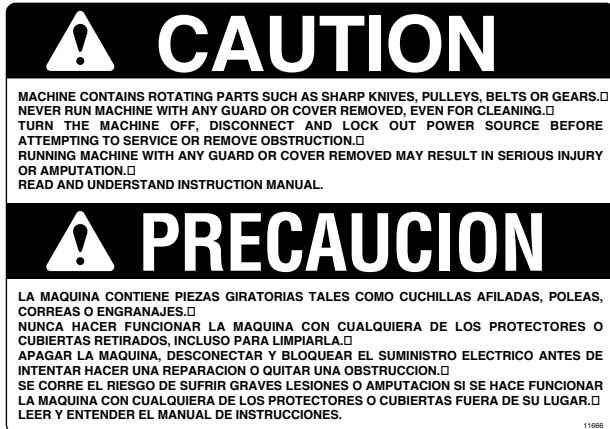 CAUTION
MACHINE CONTAINS ROTATING PARTS SUCH AS SHARP KNIVES, PULLEYS, BELTS OR GEARS.□
NEVER RUN MACHINE WITH ANY GUARD OR COVER REMOVED, EVEN FOR CLEANING.□
TURN THE MACHINE OFF, DISCONNECT AND LOCK OUT POWER SOURCE BEFORE
ATTEMPTING TO SERVICE OR REMOVE OBSTRUCTION.□
RUNNING MACHINE WITH ANY GUARD OR COVER REMOVED MAY RESULT IN SERIOUS INJURY
OR AMPUTATION.□
READ AND UNDERSTAND INSTRUCTION MANUAL.
PRECAUCION
LA MAQUINA CONTIENE PIEZAS GIRATORIAS TALES COMO CUCHILLAS AFILADAS, POLEAS,
CORREAS O ENGRANAJES.□
NUNCA HACER FUNCIONAR LA MAQUINA CON CUALQUIERA DE LOS PROTECTORES O
CUBIERTAS RETIRADOS, INCLUSO PARA LIMPIARLA.□
APAGAR LA MAQUINA, DESCONECTAR Y BLOQUEAR EL SUMINISTRO ELECTRICO ANTES DE
INTENTAR HACER UNA REPARACION O QUITAR UNA OBSTRUCCION.□
SE CORRE EL RIESGO DE SUFRIR GRAVES LESIONES O AMPUTACION SI SE HACE FUNCIONAR
LA MAQUINA CON CUALQUIERA DE LOS PROTECTORES O CUBIERTAS FUERA DE SU LUGAR.□
LEER Y ENTENDER EL MANUAL DE INSTRUCCIONES.
11666